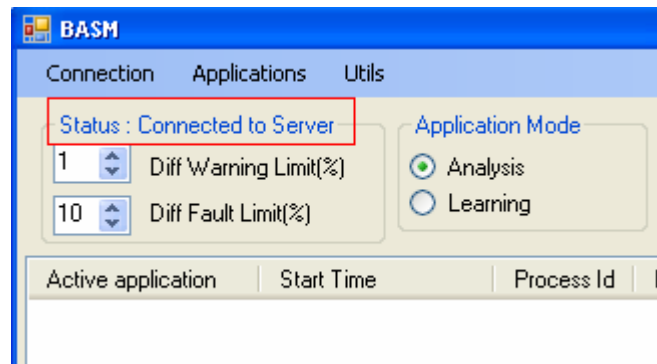 BASM
Connection Applications Utils
Status : Connected to Server
Application Mode
1 Diff Warning Limit(%)
Analysis
10 Diff Fault Limit(%)
Learning
Active application Start Time Process Id